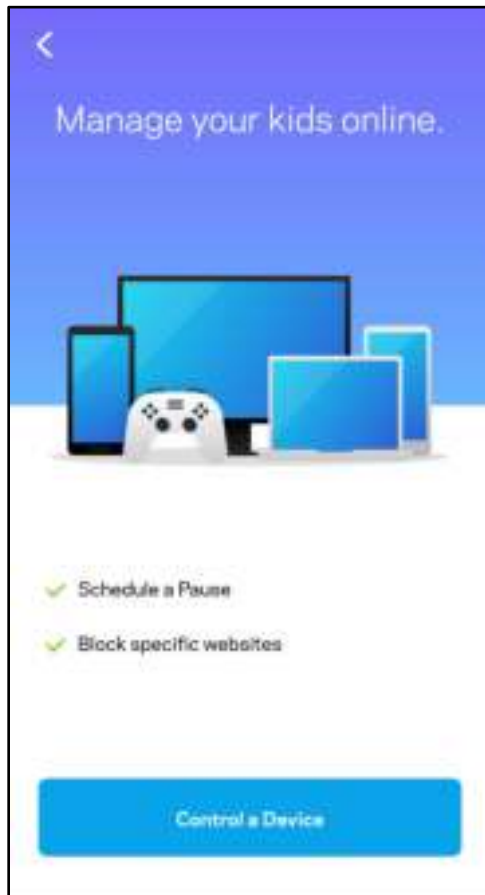 Manage your kids online.
Schedule a Pause
Block specific websites
Control a Device